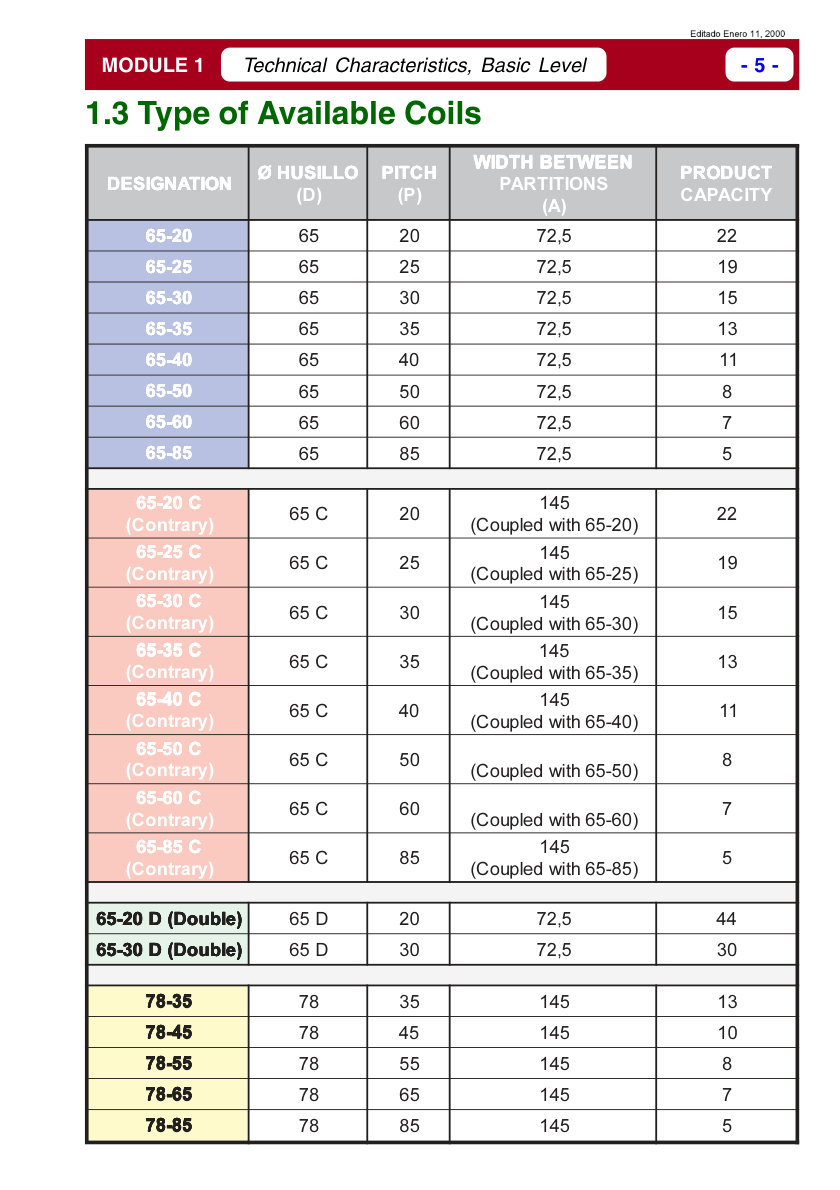 Editado Enero 11, 2000
MODULE 1 Technical Characteristics, Basic Level - 5 -
1.3 Type of Available Coils
DESIGNATION Ø HUSILLO (D) PITCH (P) WIDTH BETWEEN PARTITIONS (A) PRODUCT CAPACITY
65-20 65 20 72,5 22
65-25 65 25 72,5 19
65-30 65 30 72,5 15
65-35 65 35 72,5 13
65-40 65 40 72,5 11
65-50 65 50 72,5 8
65-60 65 60 72,5 7
65-85 65 85 72,5 5
65-20 C (Contrary) 65 C 20 145 (Coupled with 65-20) 22
65-25 C (Contrary) 65 C 25 145 (Coupled with 65-25) 19
65-30 C (Contrary) 65 C 30 145 (Coupled with 65-30) 15
65-35 C (Contrary) 65 C 35 145 (Coupled with 65-35) 13
65-40 C (Contrary) 65 C 40 145 (Coupled with 65-40) 11
65-50 C (Contrary) 65 C 50 (Coupled with 65-50) 8
65-60 C (Contrary) 65 C 60 (Coupled with 65-60) 7
65-85 C (Contrary) 65 C 85 145 (Coupled with 65-85) 5
65-20 D (Double) 65 D 20 72,5 44
65-30 D (Double) 65 D 30 72,5 30
78-35 78 35 145 13
78-45 78 45 145 10
78-55 78 55 145 8
78-65 78 65 145 7
78-85 78 85 145 5